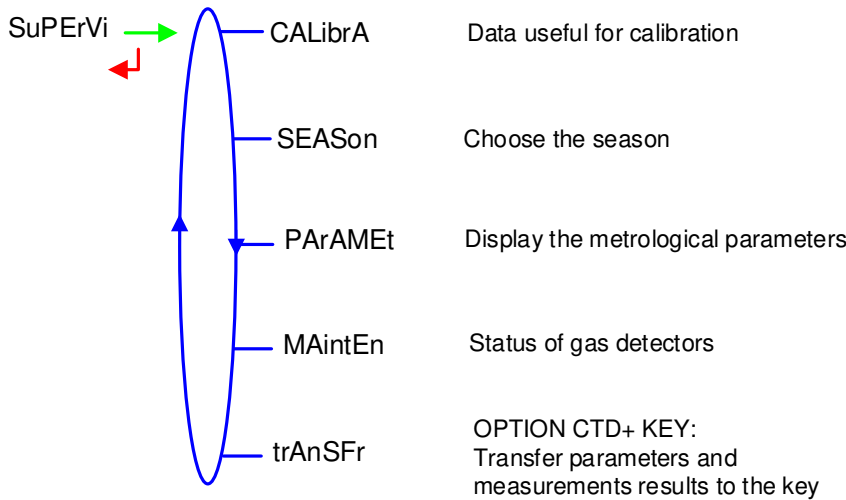 SuPErVi
CALibrA
Data useful for calibration
SEASon
Choose the season
PArAMEt
Display the metrological parameters
MAintEn
Status of gas detectors
trAnSFr
OPTION CTD+ KEY:
Transfer parameters and
measurements results to the key